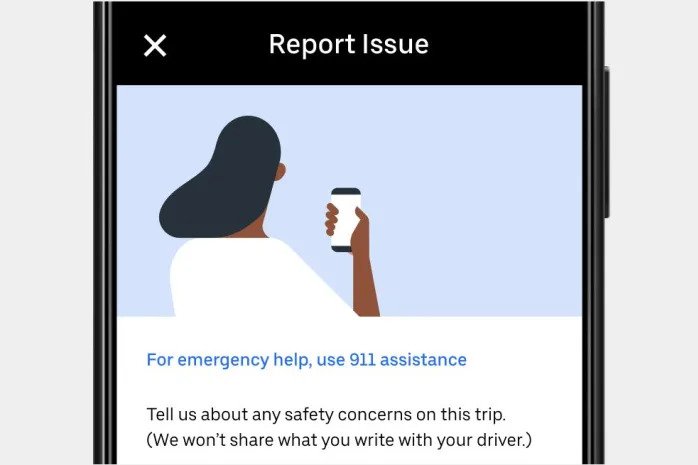 Report Issue
For emergency help, use 911 assistance
Tell us about any safety concerns on this trip.
(We won’t share what you write with your driver.)